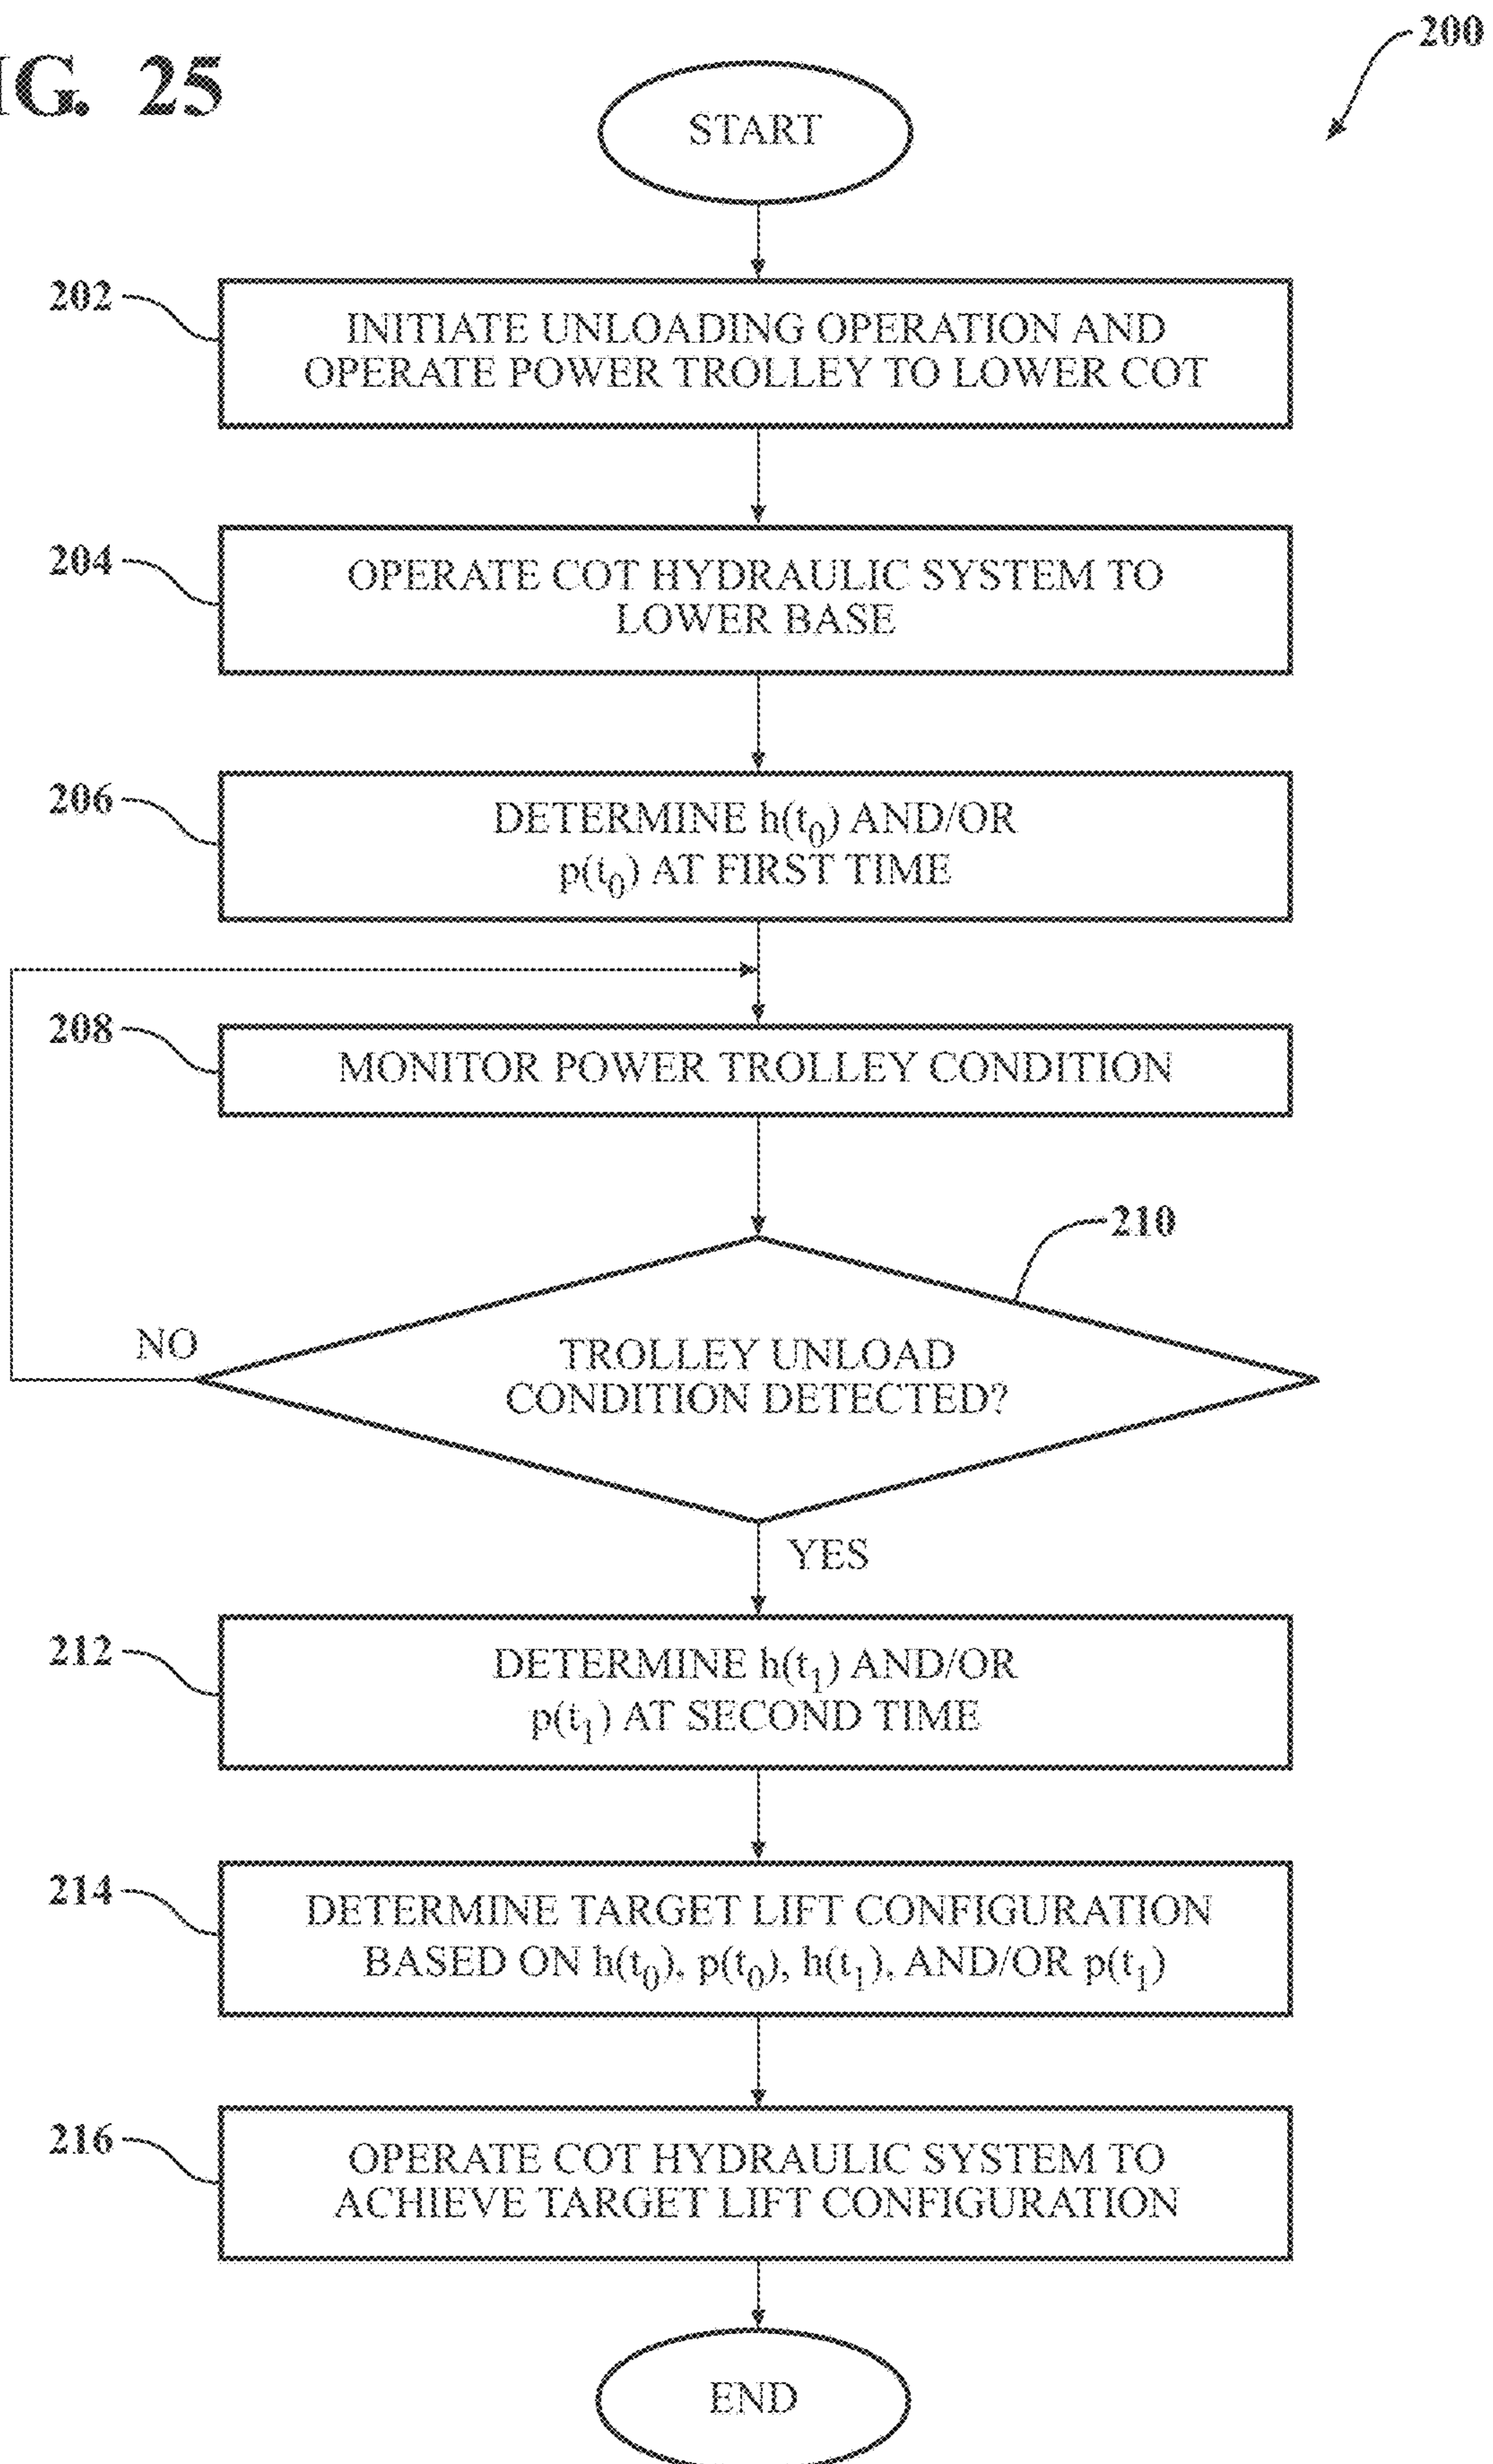 IG. 25
200
START
202
INITIATE UNLOADING OPERATION AND
OPERATE POWER TROLLEY TO LOWER COT
204
OPERATE COT HYDRAULIC SYSTEM TO
LOWER BASE
206
DETERMINE h(t0) AND/OR
p(t0) AT FIRST TIME
208
MONITOR POWER TROLLEY CONDITION
210
NO
TROLLEY UNLOAD
CONDITION DETECTED?
YES
212
DETERMINE h(t1) AND/OR
p(t1) AT SECOND TIME
214
DETERMINE TARGET LIFT CONFIGURATION
BASED ON h(t0), p(t0), h(t1), AND/OR p(t1)
216
OPERATE COT HYDRAULIC SYSTEM TO
ACHIEVE TARGET LIFT CONFIGURATION
END